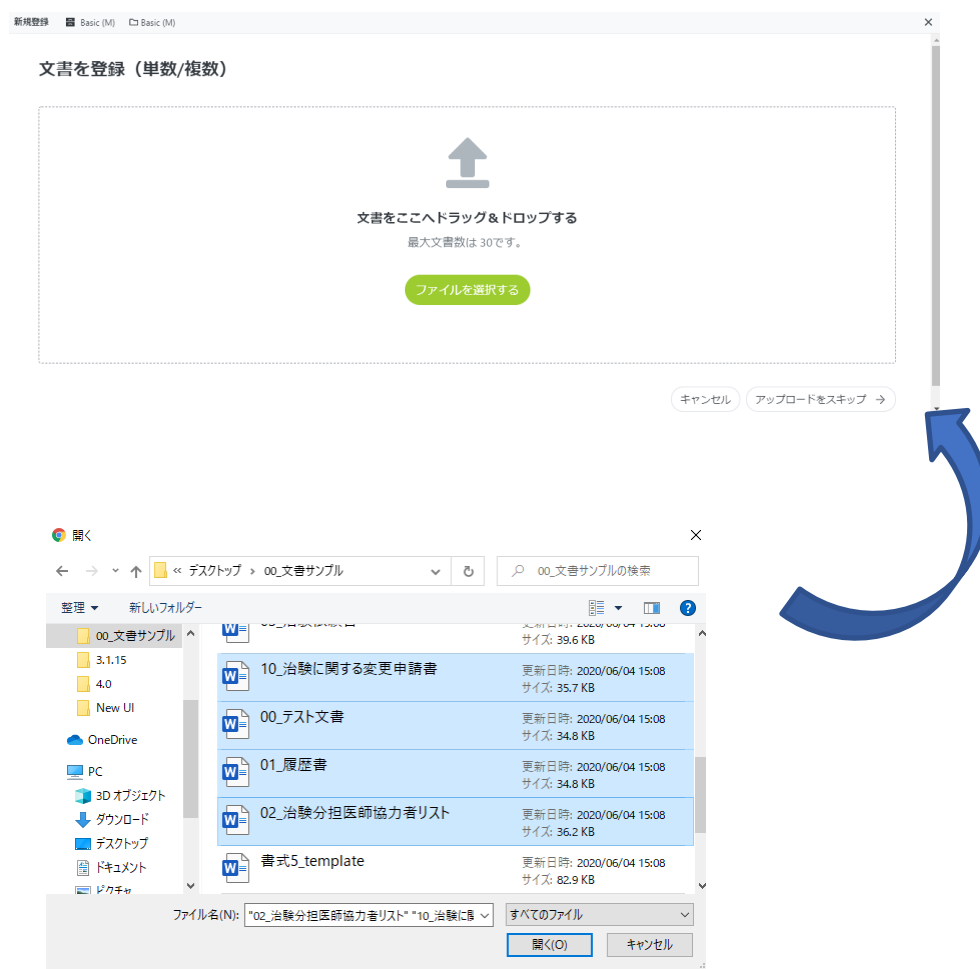 新規登録 Basic (M) Basic (M)
文書を登録（単数/複数）
文書をここへドラッグ&ドロップする
最大文書数は 30です。
ファイルを選択する
キャンセル アップロードをスキップ →
開く
« デスクトップ › 00_文書サンプル 00_文書サンプルの検索
整理 新しいフォルダー
00_文書サンプル
3.1.15
4.0
New UI
OneDrive
PC
3D オブジェクト
ダウンロード
デスクトップ
ドキュメント
ピクチャ
サイズ: 39.6 KB
10_治験に関する変更申請書 更新日時: 2020/06/04 15:08
サイズ: 35.7 KB
00_テスト文書 更新日時: 2020/06/04 15:08
サイズ: 34.8 KB
01_履歴書 更新日時: 2020/06/04 15:08
サイズ: 34.8 KB
02_治験分担医師協力者リスト 更新日時: 2020/06/04 15:08
サイズ: 36.2 KB
書式5_template 更新日時: 2020/06/04 15:08
サイズ: 82.9 KB
ファイル名(N): "02_治験分担医師協力者リスト" "10_治験に すべてのファイル
開く(O) キャンセル